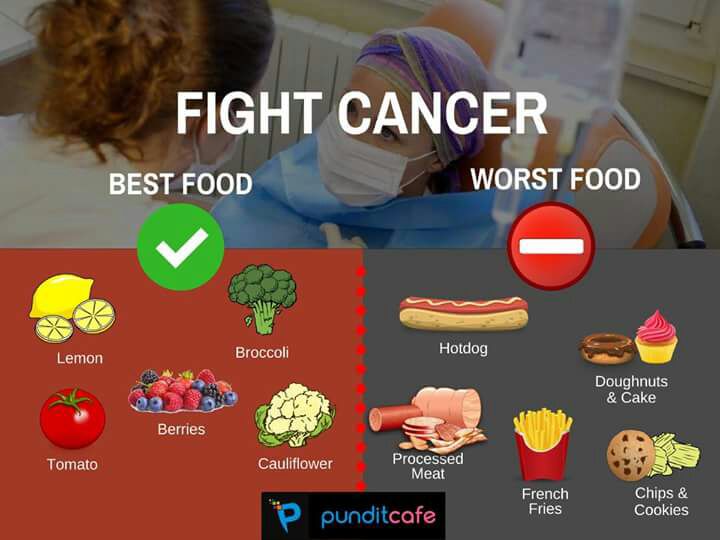 FIGHT CANCER
BEST FOOD
WORST FOOD
Lemon
Broccoli
Berries
Tomato
Cauliflower
Hotdog
Doughnuts
& Cake
Processed
Meat
French
Fries
Chips &
Cookies
punditcafe